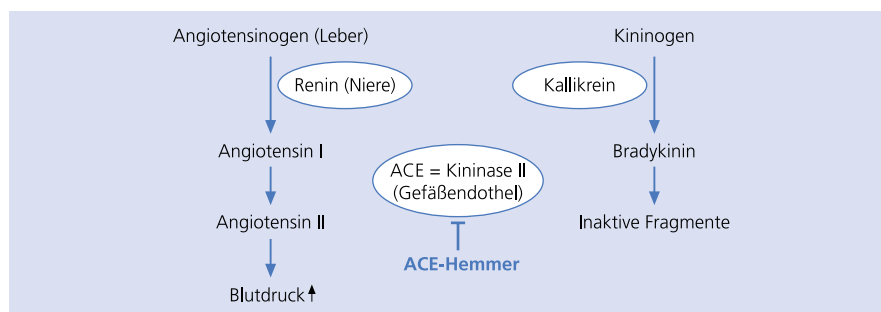 Angiotensinogen (Leber)
Kininogen
Renin (Niere)
Kallikrein
Angiotensin I
ACE = Kininase II
(Gefäßendothel)
Bradykinin
Angiotensin II
Inaktive Fragmente
ACE-Hemmer
Blutdruck